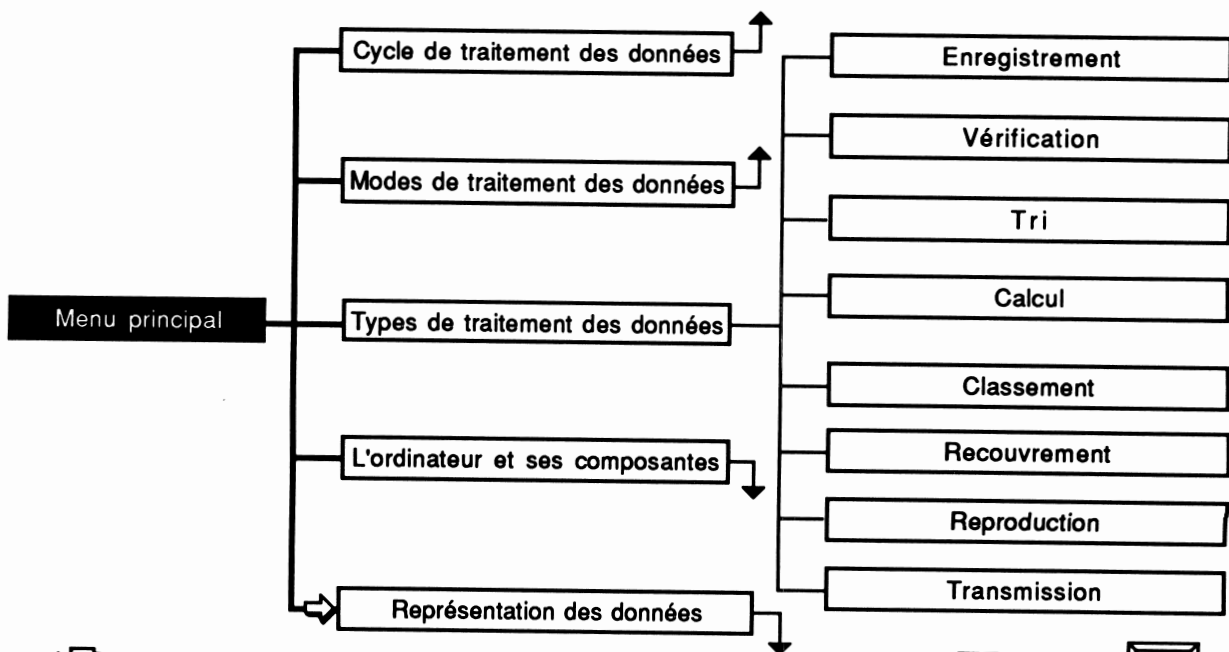 Menu principal
Cycle de traitement des données
Modes de traitement des données
Types de traitement des données
L'ordinateur et ses composantes
Représentation des données
Enregistrement
Vérification
Tri
Calcul
Classement
Recouvrement
Reproduction
Transmission